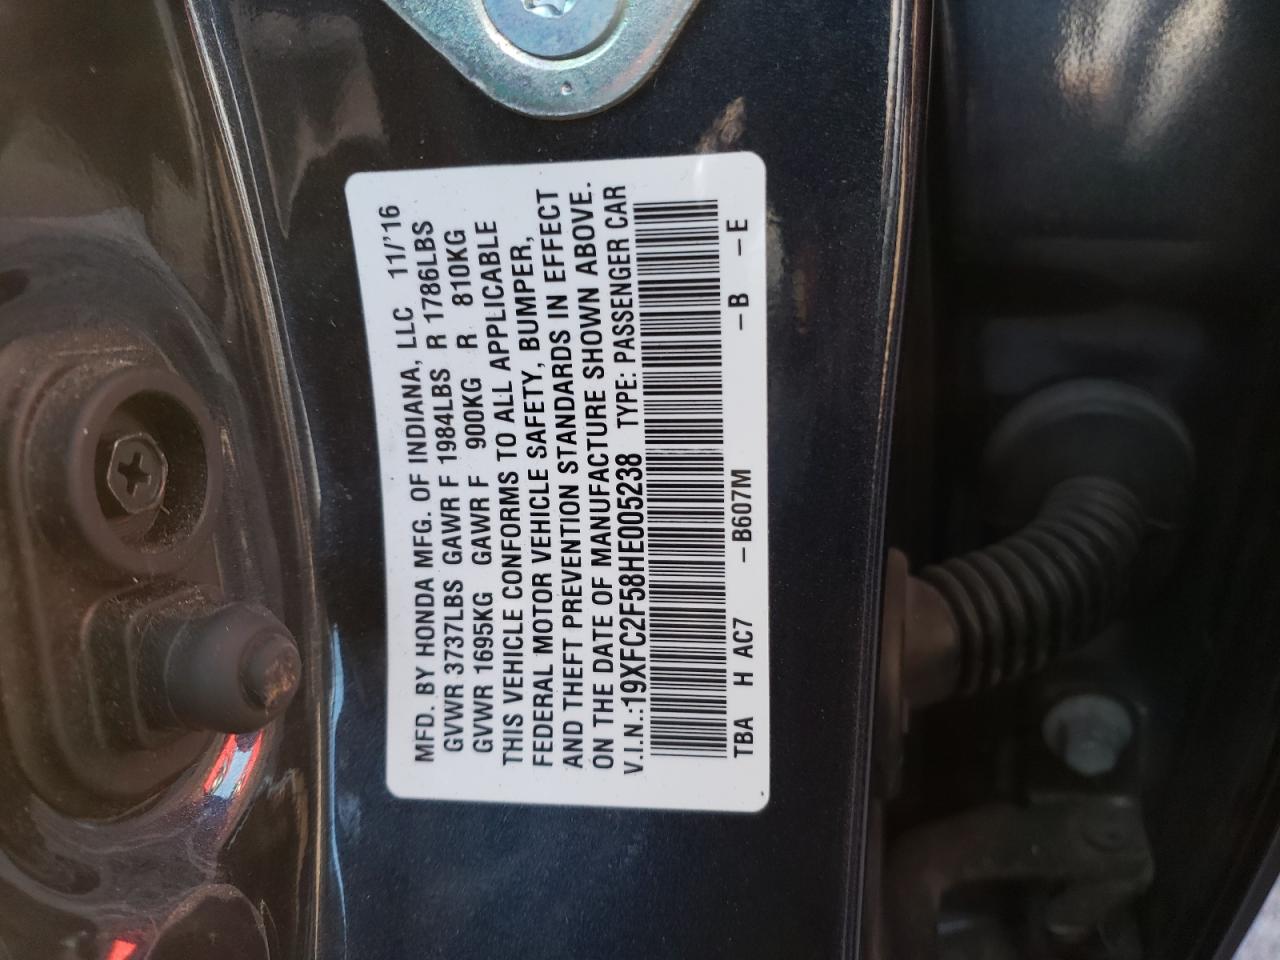 MFD. BY HONDA MFG. OF INDIANA, LLC 11/'16
GVWR 3737LBS GAWR F 1984LBS R 1786LBS
GVWR 1695KG GAWR F 900KG R 810KG
THIS VEHICLE CONFORMS TO ALL APPLICABLE
FEDERAL MOTOR VEHICLE SAFETY, BUMPER,
AND THEFT PREVENTION STANDARDS IN EFFECT
ON THE DATE OF MANUFACTURE SHOWN ABOVE.
V.I.N.:19XFC2F58HE005238 TYPE: PASSENGER CAR
TBA H AC7 -B607M -B -E